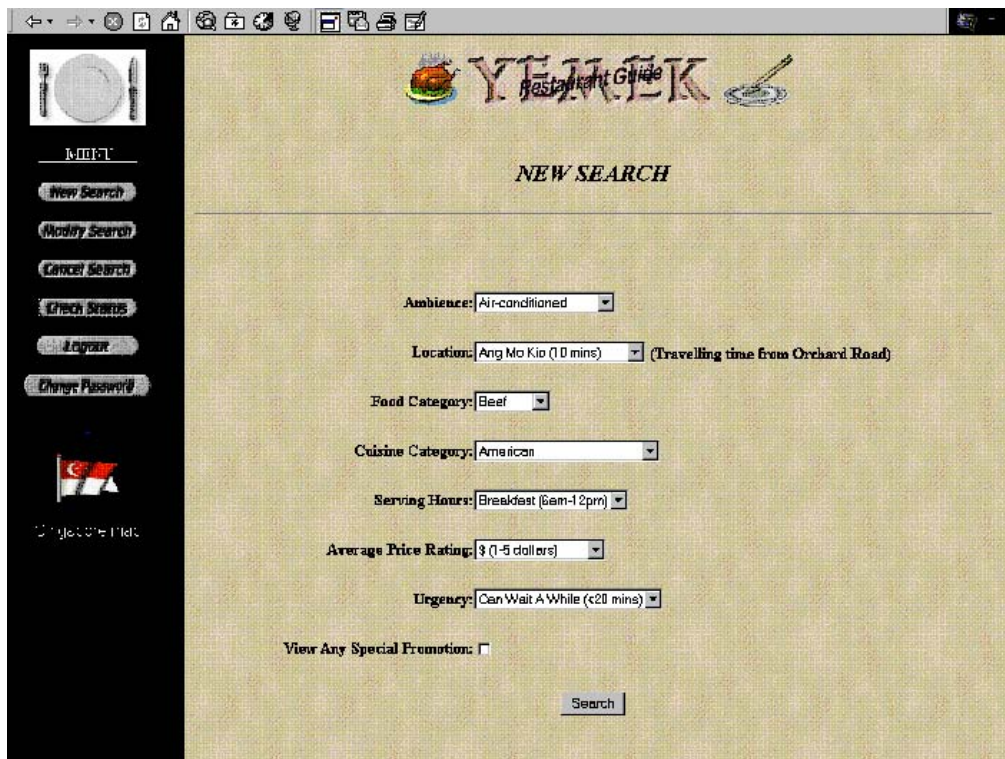 YEMEK
Restaurant Guide
MENU
New Search
Modify Search
Cancel Search
Check Status
Logout
Change Password
Singapore map
NEW SEARCH
Ambience: Air-conditioned
Location: Ang Mo Kio (10 mins) (Travelling time from Orchard Road)
Food Category: Beef
Cuisine Category: American
Serving Hours: Breakfast (6am-12pm)
Average Price Rating: $ (1-5 dollars)
Urgency: Can Wait A While (<20 mins)
View Any Special Promotion:
Search